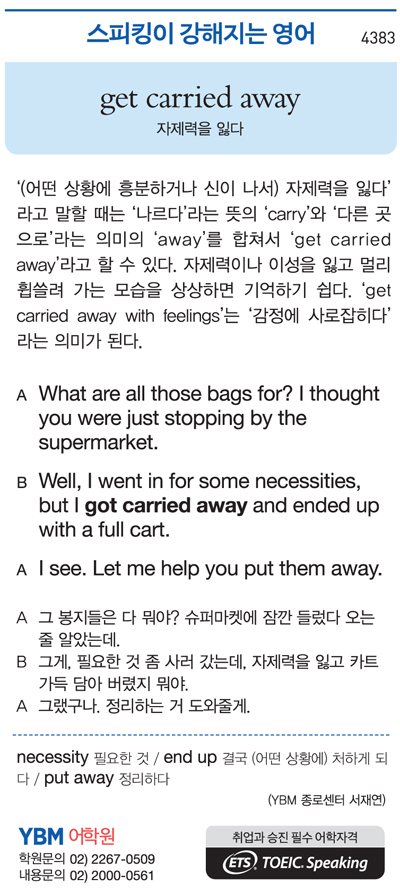 스피킹이 강해지는 영어
4383
get carried away
자제력을 잃다
‘(어떤 상황에 흥분하거나 신이 나서) 자제력을 잃다’
라고 말할 때는 ‘나르다’라는 뜻의 ‘carry’와 ‘다른 곳
으로’라는 의미의 ‘away’를 합쳐서 ‘get carried
away’라고 할 수 있다. 자제력이나 이성을 잃고 멀리
휩쓸려 가는 모습을 상상하면 기억하기 쉽다. ‘get
carried away with feelings’는 ‘감정에 사로잡히다’
라는 의미가 된다.
A What are all those bags for? I thought
you were just stopping by the
supermarket.
B Well, I went in for some necessities,
but I got carried away and ended up
with a full cart.
A I see. Let me help you put them away.
A 그 봉지들은 다 뭐야? 슈퍼마켓에 잠깐 들렀다 오는
줄 알았는데.
B 그게, 필요한 것 좀 사러 갔는데, 자제력을 잃고 카트
가득 담아 버렸지 뭐야.
A 그랬구나. 정리하는 거 도와줄게.
necessity 필요한 것 / end up 결국 (어떤 상황에) 처하게 되
다 / put away 정리하다
(YBM 종로센터 서재연)
YBM 어학원
학원문의 02) 2267-0509
내용문의 02) 2000-0561
취업과 승진 필수 어학자격
ETS TOEIC. Speaking